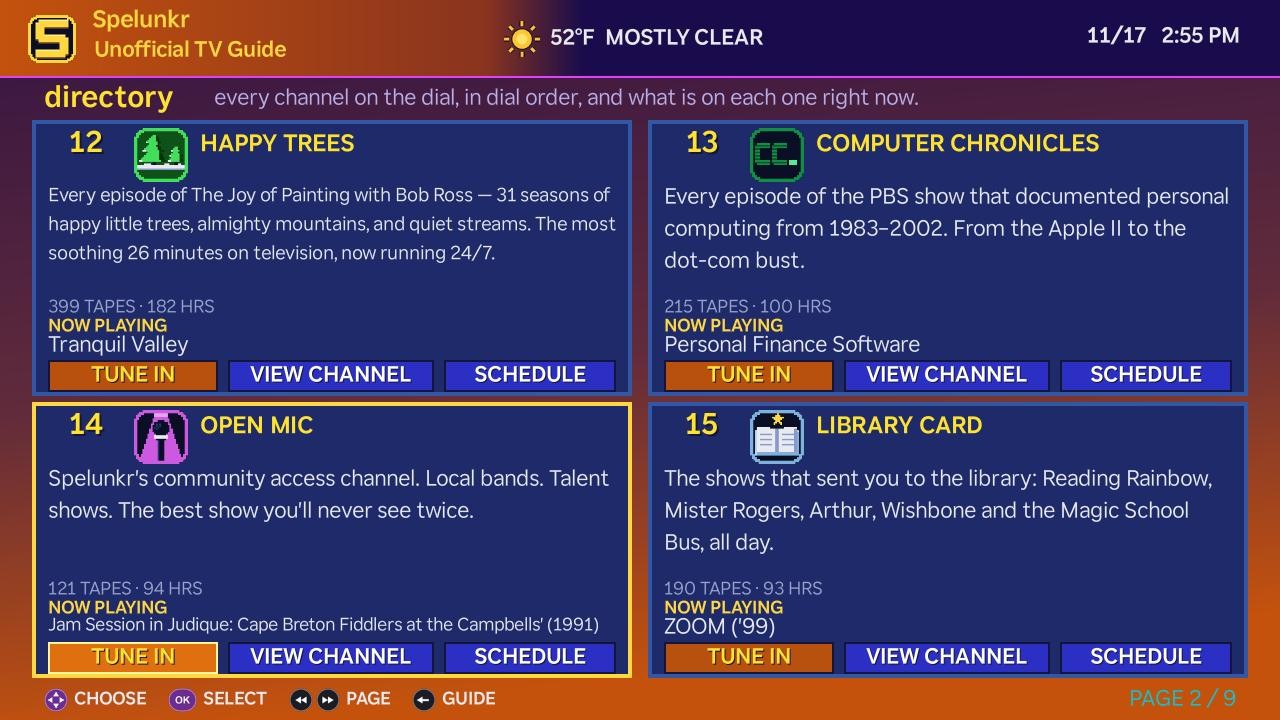 S
Spelunkr
Unofficial TV Guide
52°F MOSTLY CLEAR
11/17 2:55 PM
directory
every channel on the dial, in dial order, and what is on each one right now.
12
HAPPY TREES
Every episode of The Joy of Painting with Bob Ross — 31 seasons of
happy little trees, almighty mountains, and quiet streams. The most
soothing 26 minutes on television, now running 24/7.
399 TAPES · 182 HRS
NOW PLAYING
Tranquil Valley
TUNE IN
VIEW CHANNEL
SCHEDULE
13
CC
COMPUTER CHRONICLES
Every episode of the PBS show that documented personal
computing from 1983–2002. From the Apple II to the
dot-com bust.
215 TAPES · 100 HRS
NOW PLAYING
Personal Finance Software
TUNE IN
VIEW CHANNEL
SCHEDULE
14
OPEN MIC
Spelunkr's community access channel. Local bands. Talent
shows. The best show you'll never see twice.
121 TAPES · 94 HRS
NOW PLAYING
Jam Session in Judique: Cape Breton Fiddlers at the Campbells' (1991)
TUNE IN
VIEW CHANNEL
SCHEDULE
15
LIBRARY CARD
The shows that sent you to the library: Reading Rainbow,
Mister Rogers, Arthur, Wishbone and the Magic School
Bus, all day.
190 TAPES · 93 HRS
NOW PLAYING
ZOOM ('99)
TUNE IN
VIEW CHANNEL
SCHEDULE
CHOOSE
OK SELECT
PAGE
GUIDE
PAGE 2 / 9